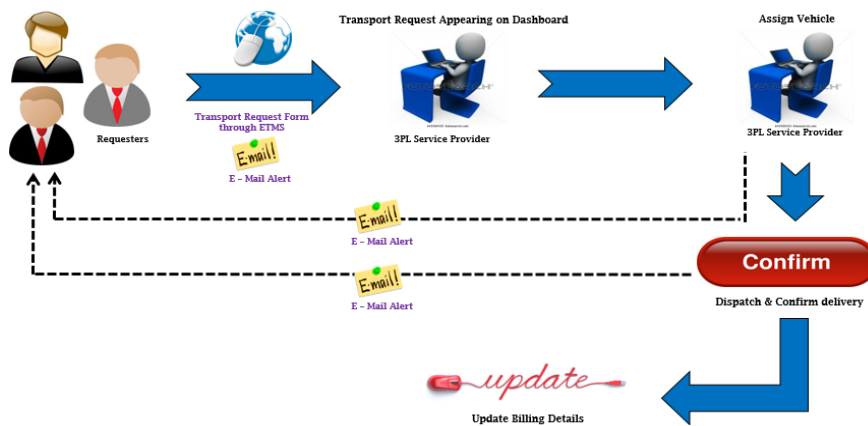 Transport Request Appearing on Dashboard
Assign Vehicle
Requesters
Transport Request Form
through ETMS
E-mail!
E – Mail Alert
3PL Service Provider
3PL Service Provider
E-mail!
E – Mail Alert
E-mail!
E – Mail Alert
Confirm
Dispatch & Confirm delivery
update
Update Billing Details